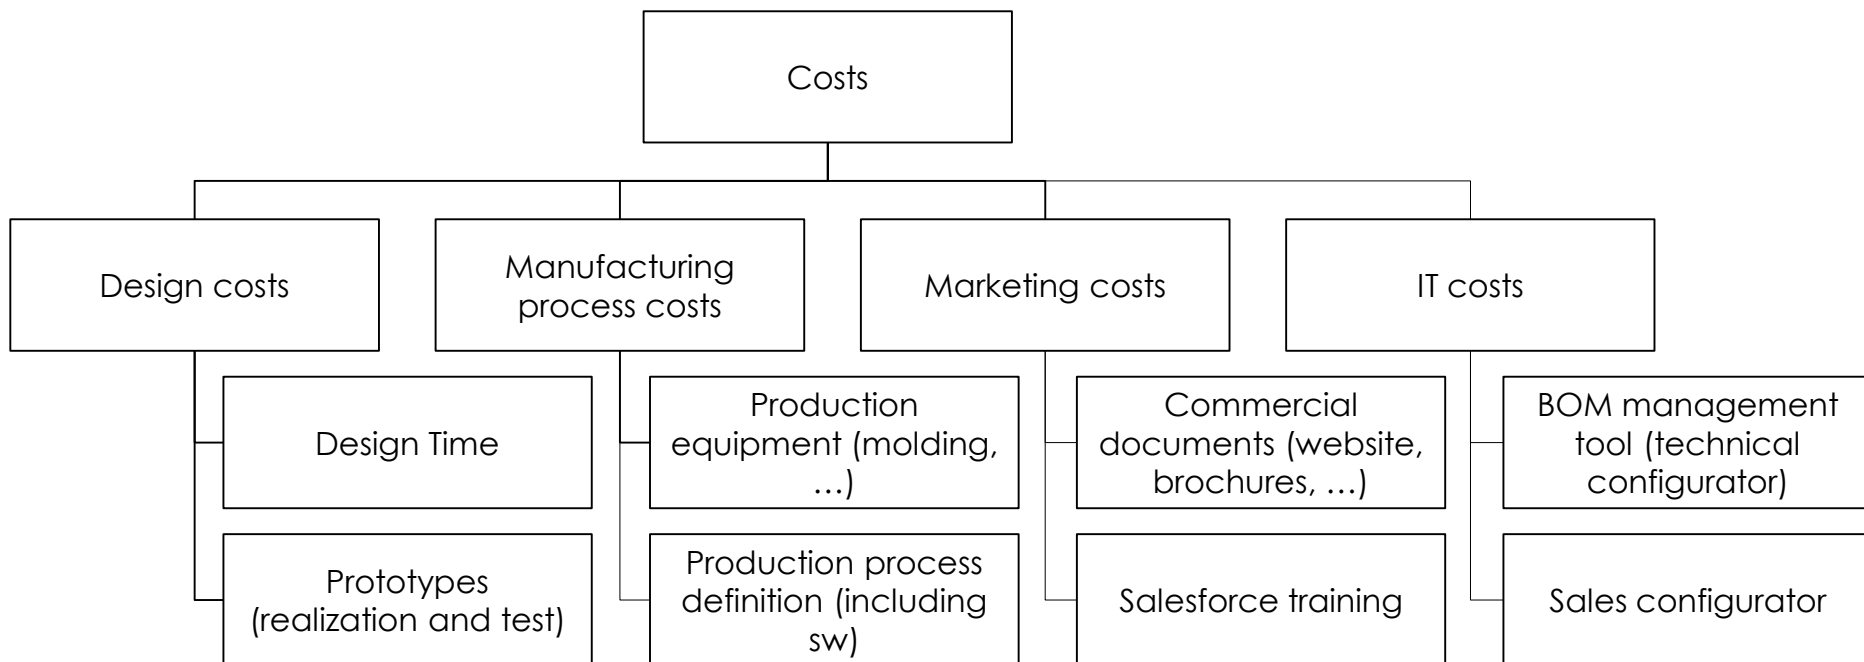 Costs
Design costs
Manufacturing
process costs
Marketing costs
IT costs
Design Time
Production
equipment (molding,
…)
Commercial
documents (website,
brochures, …)
BOM management
tool (technical
configurator)
Prototypes
(realization and test)
Production process
definition (including
sw)
Salesforce training
Sales configurator